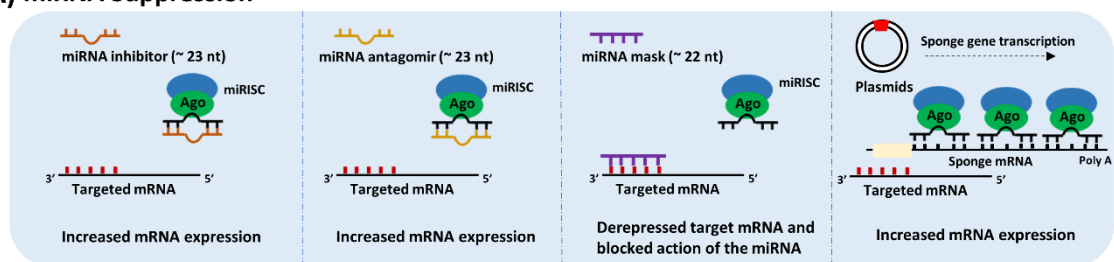 miRNA inhibitor (~ 23 nt)
miRISC
Ago
3’
5’
Targeted mRNA
Increased mRNA expression
miRNA antagomir (~ 23 nt)
miRISC
Ago
3’
5’
Targeted mRNA
Increased mRNA expression
miRNA mask (~ 22 nt)
miRISC
Ago
3’
5’
Targeted mRNA
Derepressed target mRNA and
blocked action of the miRNA
Sponge gene transcription
Plasmids
Ago
Ago
Ago
Sponge mRNA
Poly A
3’
5’
Targeted mRNA
Increased mRNA expression